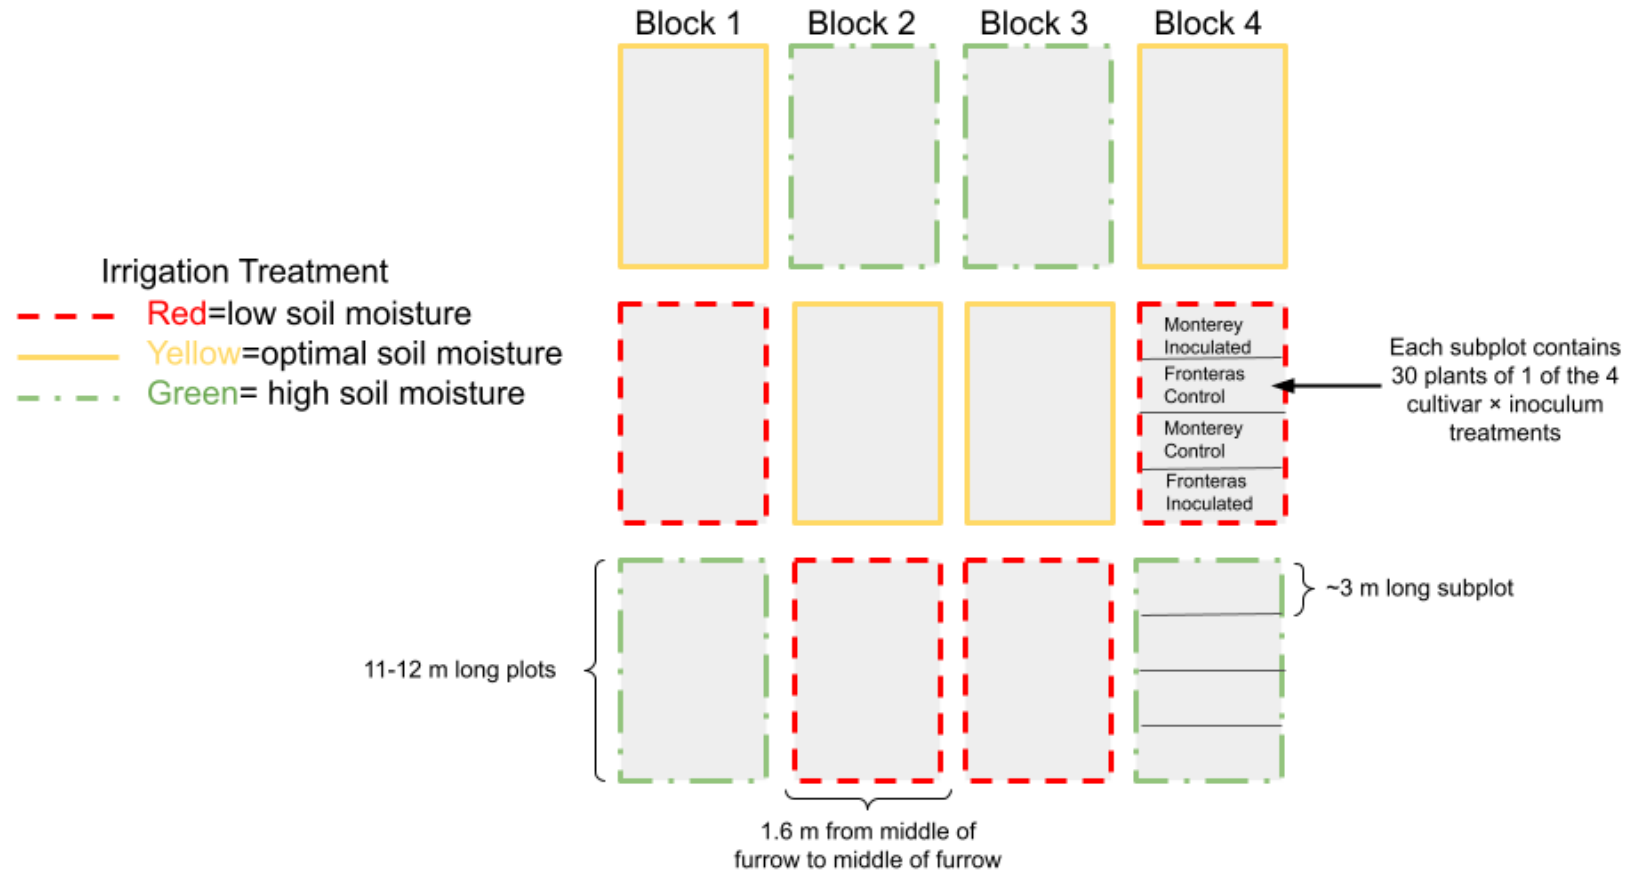 Block 1
Block 2
Block 3
Block 4
Irrigation Treatment
Red=low soil moisture
Yellow=optimal soil moisture
Green= high soil moisture
Monterey
Inoculated
Fronteras
Control
Monterey
Control
Fronteras
Inoculated
Each subplot contains
30 plants of 1 of the 4
cultivar × inoculum
treatments
~3 m long subplot
11-12 m long plots
1.6 m from middle of
furrow to middle of furrow